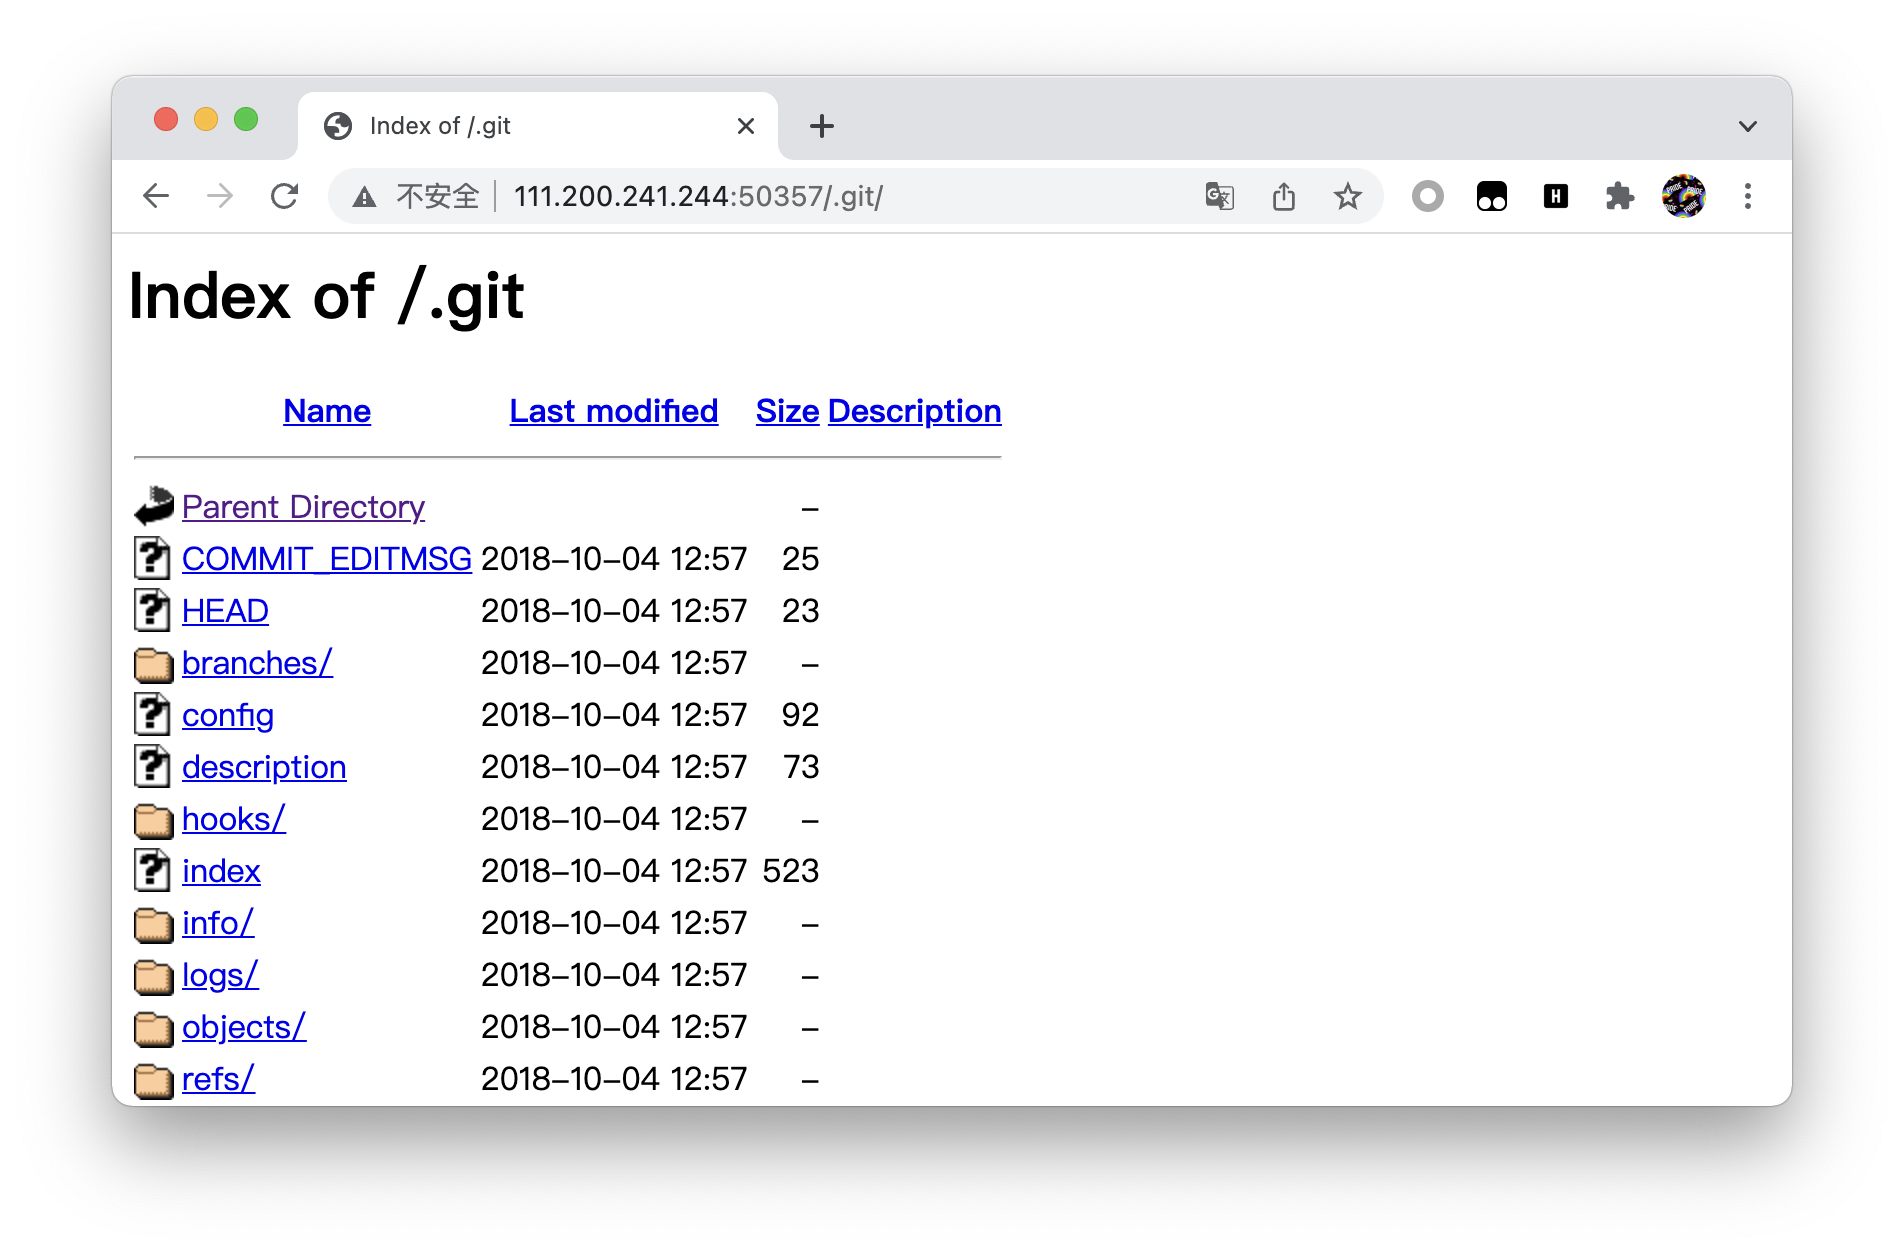 Index of /.git
不安全 111.200.241.244:50357/.git/
Index of /.git
Name Last modified Size Description
Parent Directory –
COMMIT_EDITMSG 2018-10-04 12:57 25
HEAD 2018-10-04 12:57 23
branches/ 2018-10-04 12:57 –
config 2018-10-04 12:57 92
description 2018-10-04 12:57 73
hooks/ 2018-10-04 12:57 –
index 2018-10-04 12:57 523
info/ 2018-10-04 12:57 –
logs/ 2018-10-04 12:57 –
objects/ 2018-10-04 12:57 –
refs/ 2018-10-04 12:57 –